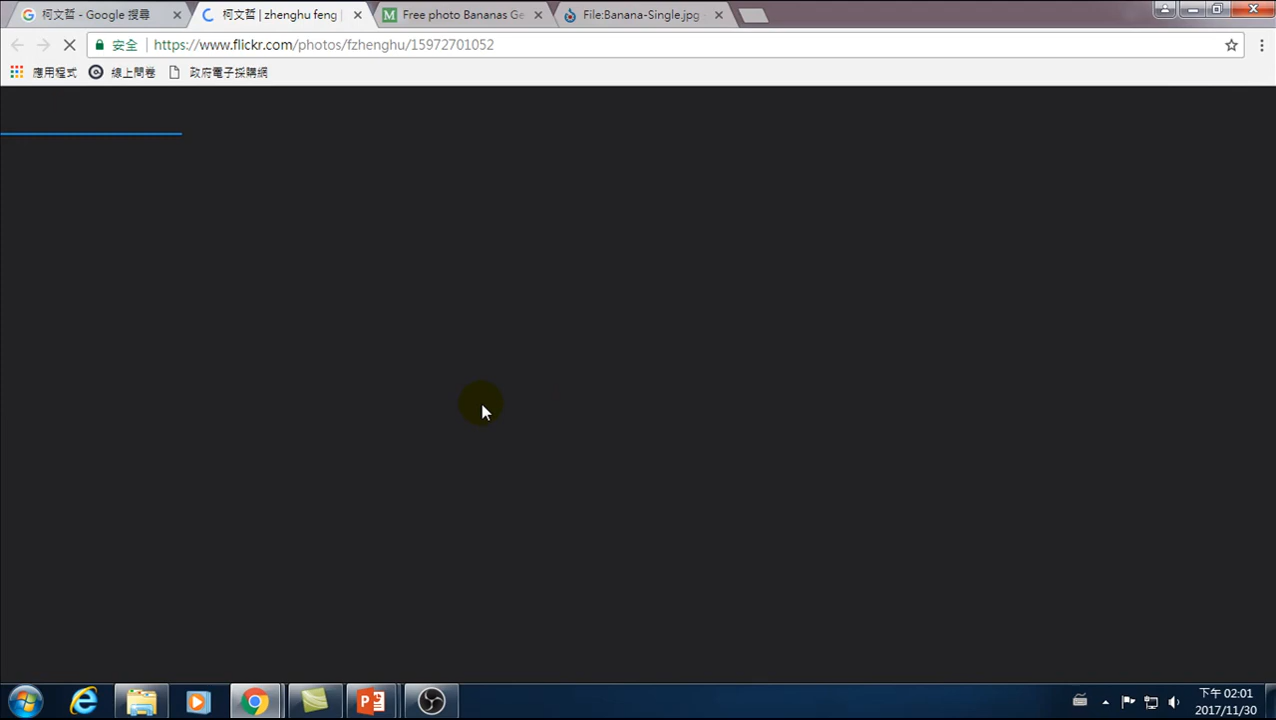 柯文哲 - Google 搜尋
柯文哲 | zhenghu feng |
Free photo Bananas Ge
File:Banana-Single.jpg -
安全
https://www.flickr.com/photos/fzhenghu/15972701052
應用程式
線上問卷
政府電子採購網
下午 02:01
2017/11/30